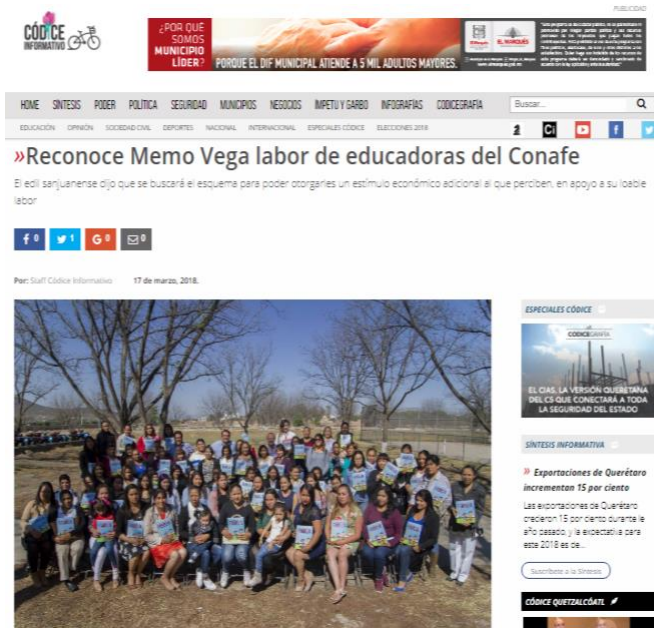 PUBLICIDAD
CÓDICE
INFORMATIVO
¿POR QUÉ
SOMOS
MUNICIPIO
LÍDER?
PORQUE EL DIF MUNICIPAL ATIENDE A 5 MIL ADULTOS MAYORES.
EL MARQUÉS
HOME SÍNTESIS PODER POLÍTICA SEGURIDAD MUNICIPIOS NEGOCIOS IMPETU Y GARBO INFOGRAFÍAS CODICEGRAFÍA
Buscar...
EDUCACIÓN OPINIÓN SOCIEDAD CIVIL DEPORTES NACIONAL INTERNACIONAL ESPECIALES CÓDICE ELECCIONES 2018
»Reconoce Memo Vega labor de educadoras del Conafe
El edil sanjuanense dijo que se buscará el esquema para poder otorgarles un estímulo económico adicional al que perciben, en apoyo a su loable
labor
0 1 G+ 0 0
Por: Staff Códice Informativo 17 de marzo, 2018.
ESPECIALES CÓDICE
CODICEGRAFÍA
EL CIAS, LA VERSIÓN QUERETANA
DEL C5 QUE CONECTARÁ A TODA
LA SEGURIDAD DEL ESTADO
SÍNTESIS INFORMATIVA
» Exportaciones de Querétaro
incrementan 15 por ciento
Las exportaciones de Querétaro
crecieron 15 por ciento durante le
año pasado, y la expectativa para
este 2018 es de...
Suscríbete a la Síntesis
CÓDICE QUETZALCÓATL